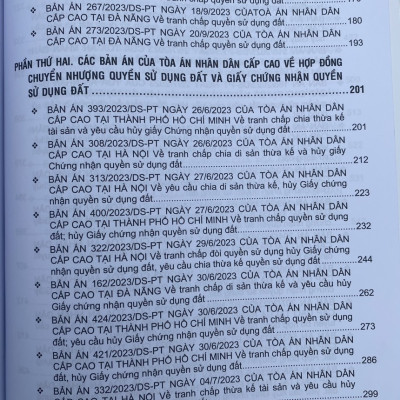 ❖ BẢN ÁN 267/2023/DS-PT NGÀY 18/9/2023 CỦA TÒA ÁN NHÂN DÂN
CẤP CAO TẠI ĐÀ NẴNG Về tranh chấp quyền sử dụng đất
180
❖ BẢN ÁN 273/2023/DS-PT NGÀY 20/9/2023 CỦA TÒA ÁN NHÂN DÂN
CẤP CAO TẠI ĐÀ NẴNG Về tranh chấp quyền sử dụng đất
193
PHẦN THỨ HAI. CÁC BẢN ÁN CỦA TÒA ÁN NHÂN DÂN CẤP CAO VỀ HỢP ĐỒNG
CHUYỂN NHƯỢNG QUYỀN SỬ DỤNG ĐẤT VÀ GIẤY CHỨNG NHẬN QUYỀN
SỬ DỤNG ĐẤT 201
❖ BẢN ÁN 393/2023/DS-PT NGÀY 26/6/2023 CỦA TÒA ÁN NHÂN DÂN
CẤP CAO TẠI THÀNH PHỐ HỒ CHÍ MINH Về tranh chấp chia thừa kế
tài sản và yêu cầu hủy giấy Chứng nhận quyền sử dụng đất 201
❖ BẢN ÁN 308/2023/DS-PT NGÀY 26/6/2023 CỦA TÒA ÁN NHÂN DÂN
CẤP CAO TẠI HÀ NỘI Về tranh chấp chia di sản thừa kế và hủy giấy
Chứng nhận quyền sử dụng đất 212
❖ BẢN ÁN 313/2023/DS-PT NGÀY 27/6/2023 CỦA TÒA ÁN NHÂN DÂN
CẤP CAO TẠI HÀ NỘI Về yêu cầu chia di sản thừa kế, hủy Giấy chứng
nhận quyền sử dụng đất 223
❖ BẢN ÁN 400/2023/DS-PT NGÀY 27/6/2023 CỦA TÒA ÁN NHÂN DÂN
CẤP CAO TẠI THÀNH PHỐ HỒ CHÍ MINH Về tranh chấp quyền sử dụng
đất; hủy Giấy chứng nhận quyền sử dụng đất 232
❖ BẢN ÁN 322/2023/DS-PT NGÀY 29/6/2023 CỦA TÒA ÁN NHÂN DÂN
CẤP CAO TẠI HÀ NỘI Về tranh chấp đòi quyền sử dụng hủy Giấy chứng
nhận quyền sử dụng đất, yêu cầu chia thừa kế quyền sử dụng đất 244
❖ BẢN ÁN 162/2023/DS-PT NGÀY 30/6/2023 CỦA TÒA ÁN NHÂN DÂN
CẤP CAO TẠI ĐÀ NẴNG Về tranh chấp di sản thừa kế và yêu cầu hủy
Giấy chứng nhận quyền sử dụng đất 262
❖ BẢN ÁN 424/2023/DS-PT NGÀY 30/6/2023 CỦA TÒA ÁN NHÂN DÂN
CẤP CAO TẠI THÀNH PHỐ HỒ CHÍ MINH Về tranh chấp quyền sử dụng
đất; yêu cầu hủy Giấy chứng nhận quyền sử dụng đất 273
❖ BẢN ÁN 421/2023/DS-PT NGÀY 30/6/2023 CỦA TÒA ÁN NHÂN DÂN
CẤP CAO TẠI THÀNH PHỐ HỒ CHÍ MINH Về tranh chấp quyền sử dụng
đất, hủy Giấy chứng nhận quyền sử dụng đất 286
❖ BẢN ÁN 332/2023/DS-PT NGÀY 04/7/2023 CỦA TÒA ÁN NHÂN DÂN
CẤP CAO TẠI HÀ NỘI Về tranh chấp thừa kế tài sản và yêu cầu hủy
299